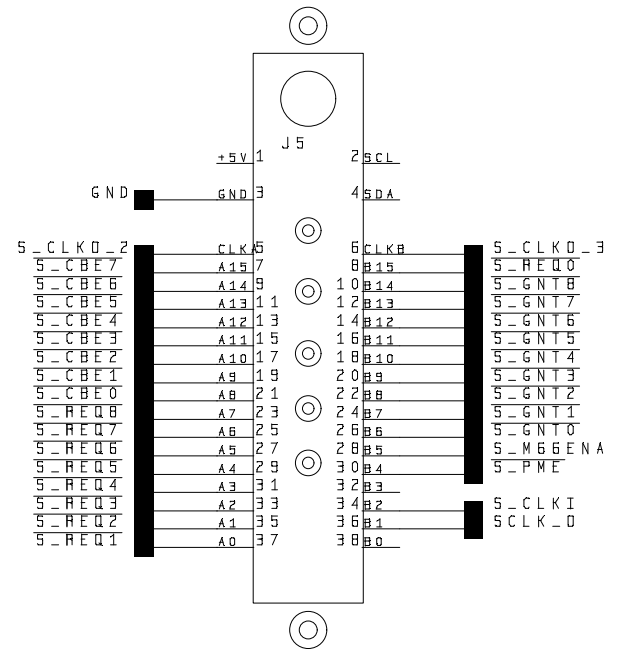 J5
+5V 1 2 SCL
GND GND 3 4 SDA
S_CLKO_2 CLKA 5 6 CLKB S_CLKO_3
S_CBE7 A15 7 8 B15 S_REQ0
S_CBE6 A14 9 10 B14 S_GNT8
S_CBE5 A13 11 12 B13 S_GNT7
S_CBE4 A12 13 14 B12 S_GNT6
S_CBE3 A11 15 16 B11 S_GNT5
S_CBE2 A10 17 18 B10 S_GNT4
S_CBE1 A9 19 20 B9 S_GNT3
S_CBE0 A8 21 22 B8 S_GNT2
S_REQ8 A7 23 24 B7 S_GNT1
S_REQ7 A6 25 26 B6 S_GNT0
S_REQ6 A5 27 28 B5 S_M66ENA
S_REQ5 A4 29 30 B4 S_PME
S_REQ4 A3 31 32 B3
S_REQ3 A2 33 34 B2 S_CLKI
S_REQ2 A1 35 36 B1 SCLK_O
S_REQ1 A0 37 38 B0